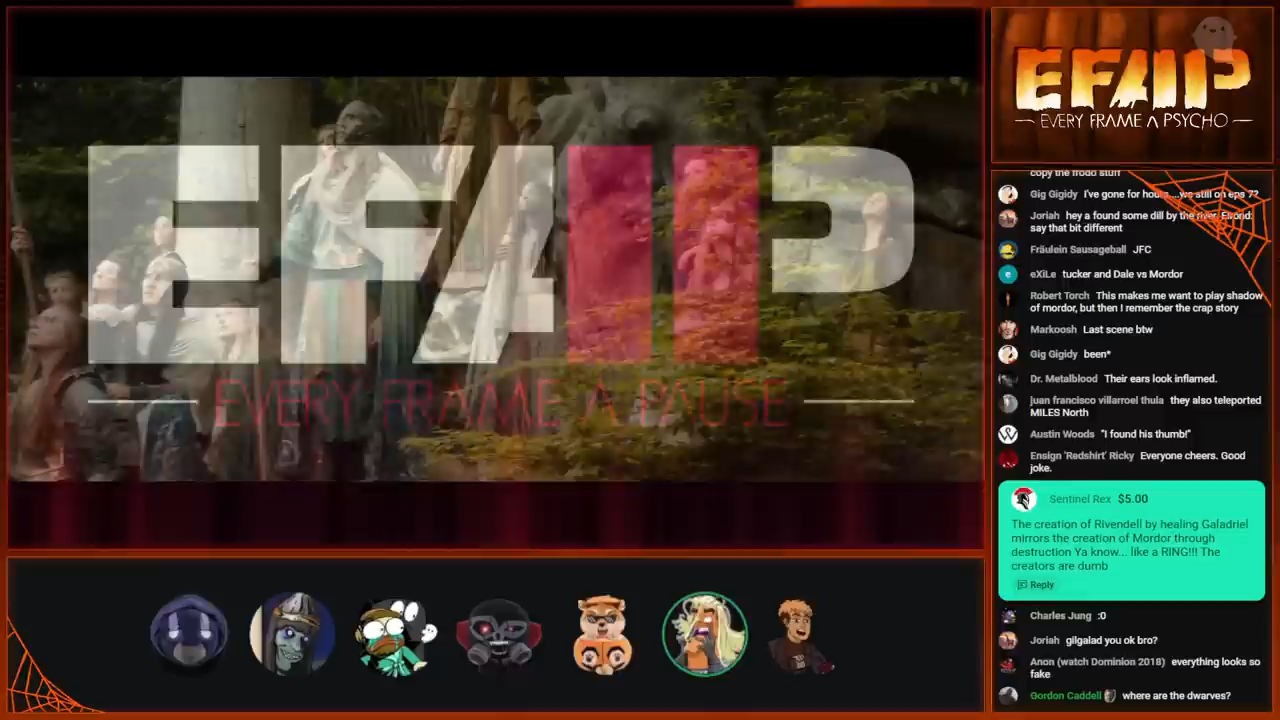 EFAP
EVERY FRAME A PAUSE
EFAP
EVERY FRAME A PSYCHO
copy the frodo stuff
Gig Gigidy I've gone for hours....we still on eps 7?
Joriah hey a found some dill by the river. Elrond:
say that bit different
Fräulein Sausageball JFC
eXiLe tucker and Dale vs Mordor
Robert Torch This makes me want to play shadow
of mordor, but then I remember the crap story
Markoosh Last scene btw
Gig Gigidy been*
Dr. Metalblood Their ears look inflamed.
juan francisco villarroel thula they also teleported
MILES North
Austin Woods "I found his thumb!"
Ensign 'Redshirt' Ricky Everyone cheers. Good
joke.
Sentinel Rex $5.00
The creation of Rivendell by healing Galadriel
mirrors the creation of Mordor through
destruction Ya know... like a RING!!! The
creators are dumb
Reply
Charles Jung :0
Joriah gilgalad you ok bro?
Anon (watch Dominion 2018) everything looks so
fake
Gordon Caddell where are the dwarves?